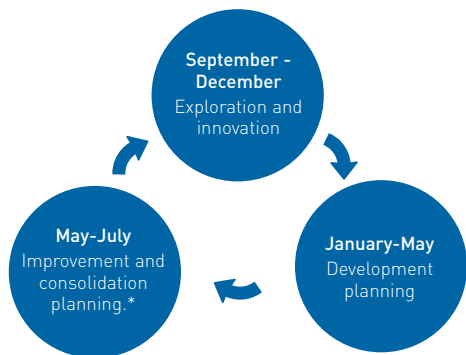 September -
December
Exploration and
innovation
January-May
Development
planning
May-July
Improvement and
consolidation
planning.*